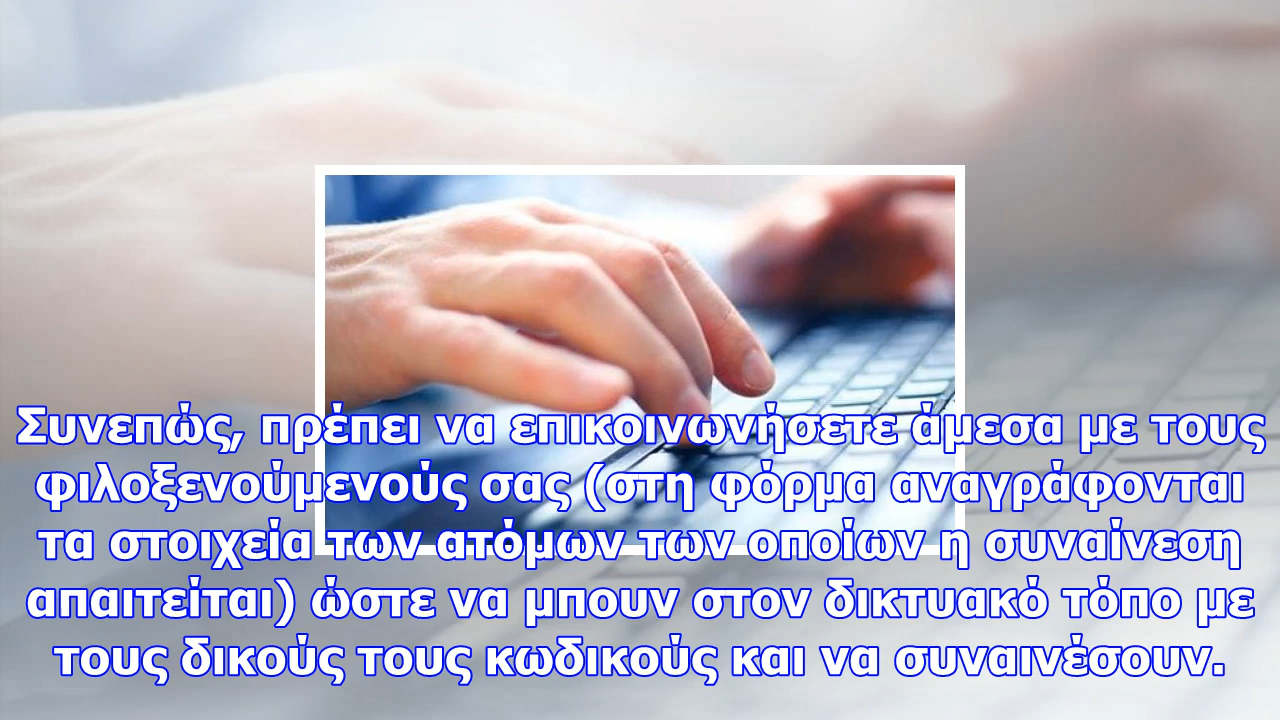 Συνεπώς, πρέπει να επικοινωνήσετε άμεσα με τους
φιλοξενούμενούς σας (στη φόρμα αναγράφονται
τα στοιχεία των ατόμων των οποίων η συναίνεση
απαιτείται) ώστε να μπουν στον δικτυακό τόπο με
τους δικούς τους κωδικούς και να συναινέσουν.